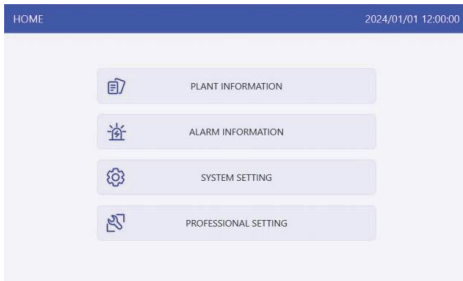 HOME 2024/01/01 12:00:00
PLANT INFORMATION
ALARM INFORMATION
SYSTEM SETTING
PROFESSIONAL SETTING